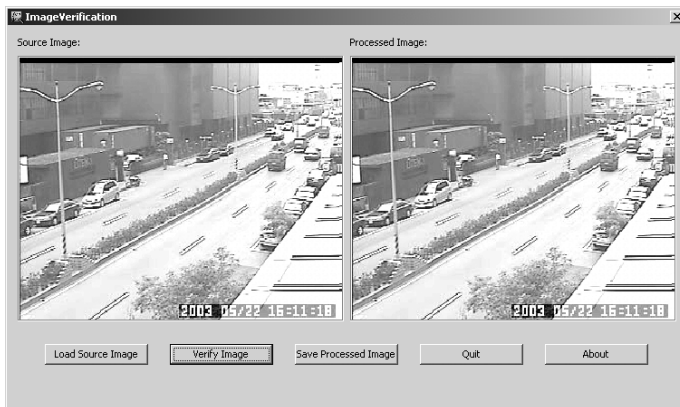 ImageVerification
Source Image:
Processed Image:
2003 05/22 16:11:18
2003 05/22 16:11:18
Load Source Image
Verify Image
Save Processed Image
Quit
About